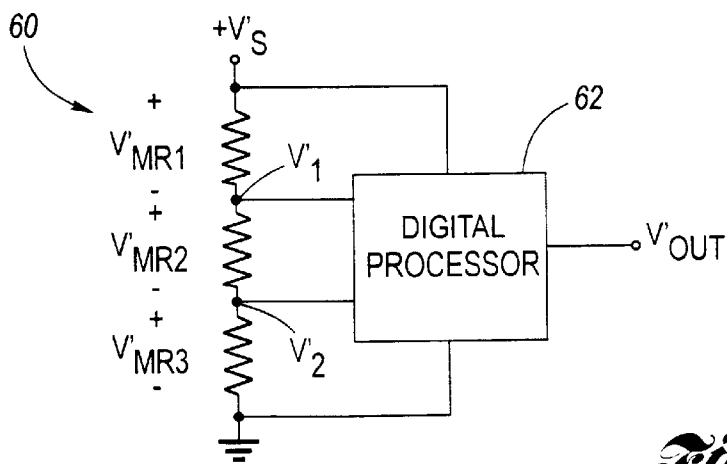 60
+V'S
+
V'MR1
-
V'1
62
+
V'MR2
-
DIGITAL
PROCESSOR
V'OUT
+
V'MR3
-
V'2